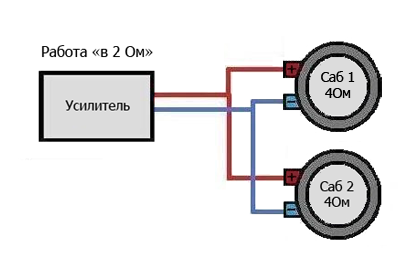 Работа «в 2 Ом»
Усилитель
Саб 1
4Ом
Саб 2
4Ом
+
−
+
−